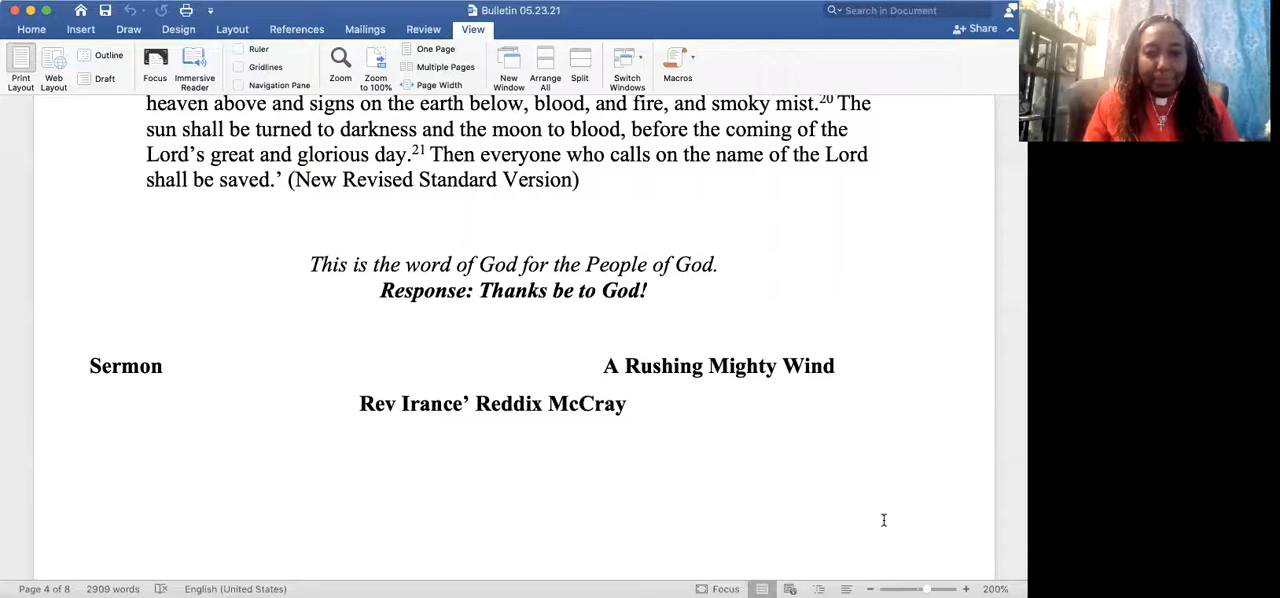 Bulletin 05.23.21
Search in Document
Home Insert Draw Design Layout References Mailings Review View Share
Print Layout
Web Layout
Outline
Draft
Focus
Immersive Reader
Ruler
Gridlines
Navigation Pane
Zoom
Zoom to 100%
One Page
Multiple Pages
Page Width
New Window
Arrange All
Split
Switch Windows
Macros
heaven above and signs on the earth below, blood, and fire, and smoky mist.20 The
sun shall be turned to darkness and the moon to blood, before the coming of the
Lord’s great and glorious day.21 Then everyone who calls on the name of the Lord
shall be saved.’ (New Revised Standard Version)
This is the word of God for the People of God.
Response: Thanks be to God!
Sermon A Rushing Mighty Wind
Rev Irance’ Reddix McCray
Page 4 of 8 2909 words English (United States) Focus 200%